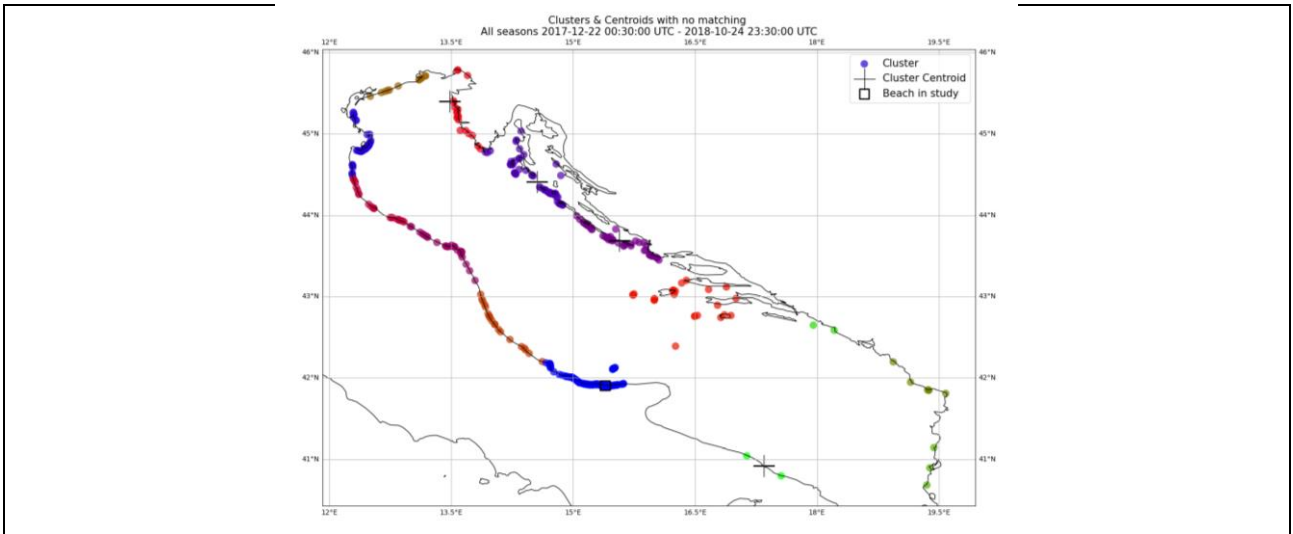 Clusters & Centroids with no matching
All seasons 2017-12-22 00:30:00 UTC - 2018-10-24 23:30:00 UTC
12°E 13.5°E 15°E 16.5°E 18°E 19.5°E
46°N 46°N
Cluster
Cluster Centroid
Beach in study
45°N 45°N
44°N 44°N
43°N 43°N
42°N 42°N
41°N 41°N
12°E 13.5°E 15°E 16.5°E 18°E 19.5°E